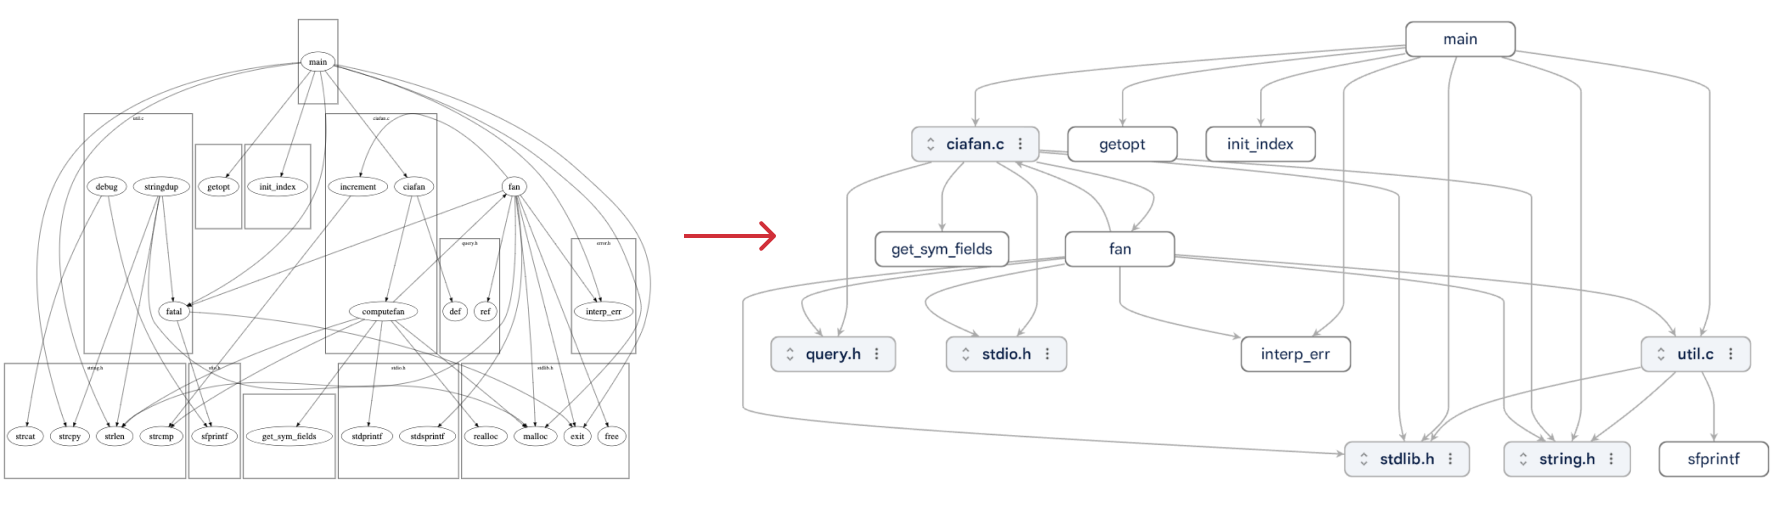 main
util.c
ciafan.c
debug
stringdup
getopt
init_index
increment
ciafan
fan
query.h
error.h
fatal
computefan
def
ref
interp_err
string.h
stdio.h
stdlib.h
strcat
strcpy
strlen
strcmp
sfprintf
get_sym_fields
stdprintf
stdsprintf
realloc
malloc
exit
free
main
ciafan.c
getopt
init_index
get_sym_fields
fan
query.h
stdio.h
interp_err
util.c
stdlib.h
string.h
sfprintf